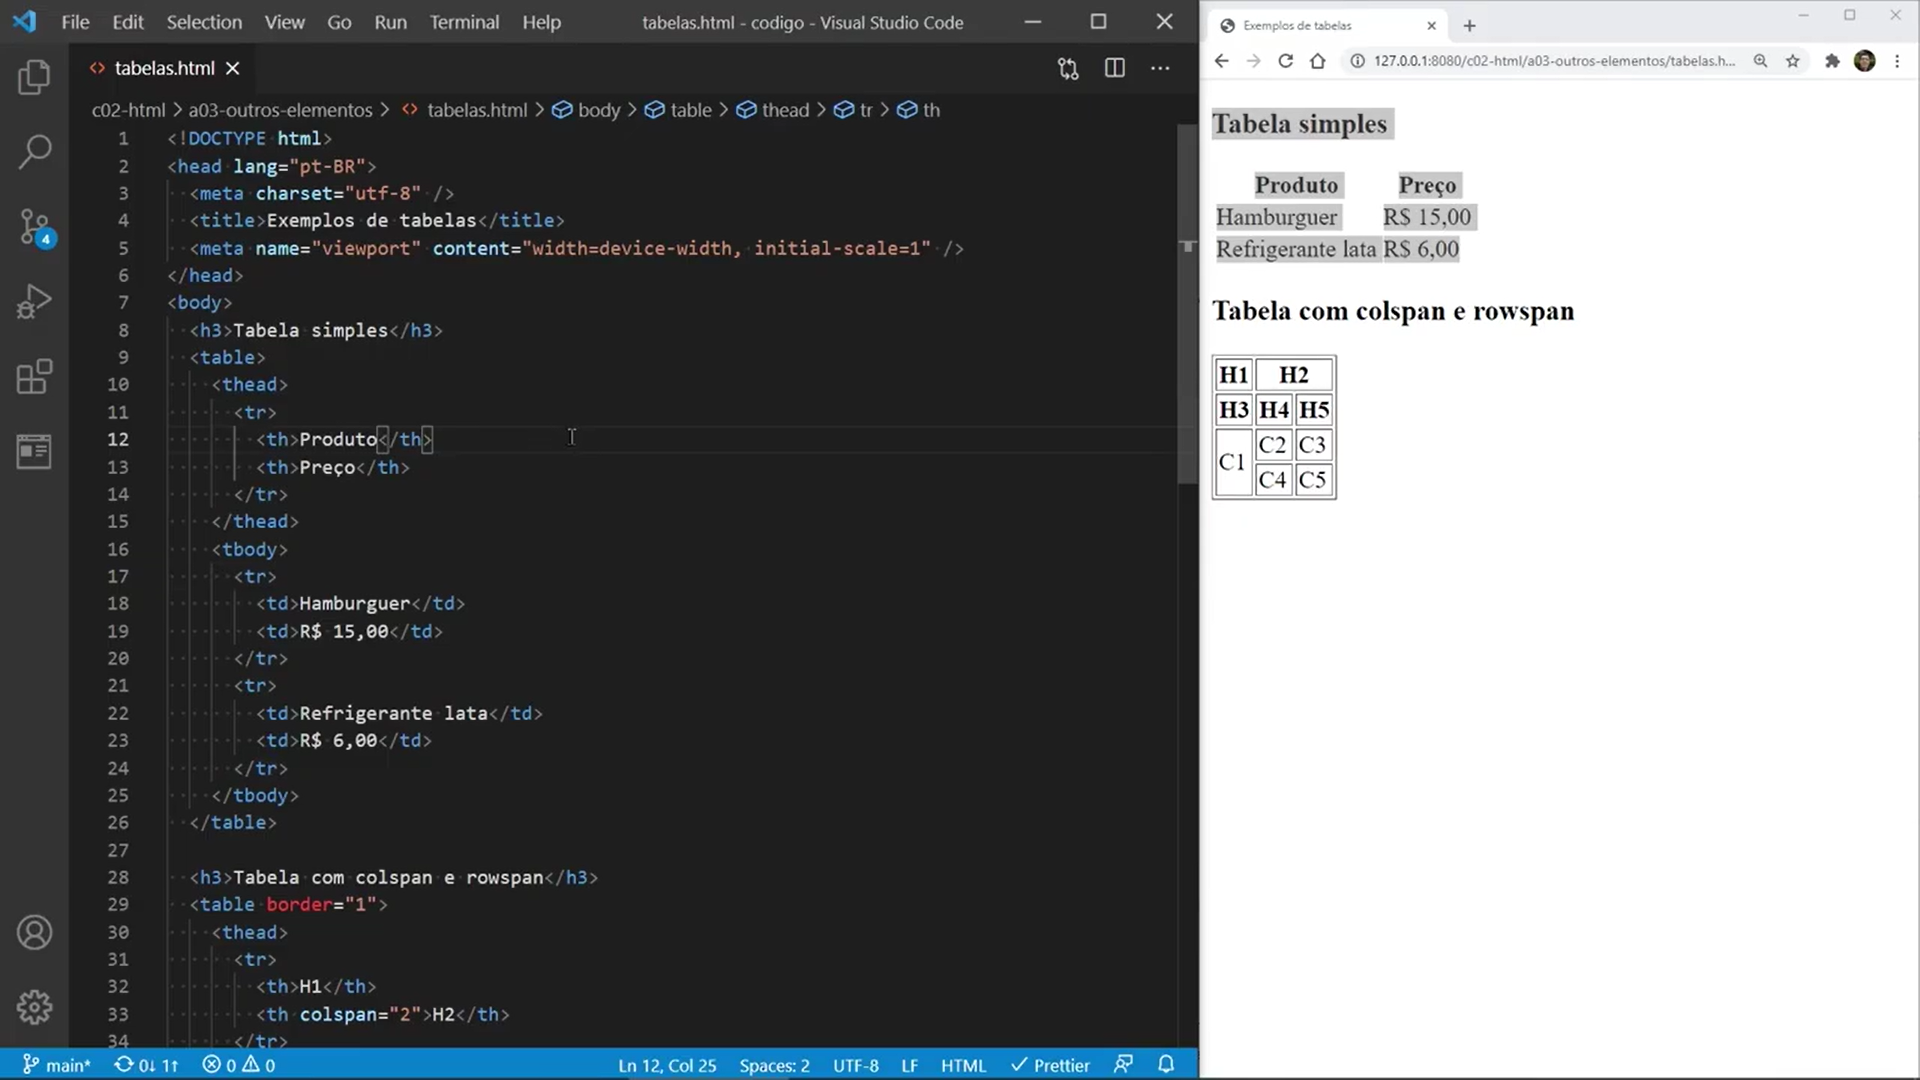 File Edit Selection View Go Run Terminal Help tabelas.html - codigo - Visual Studio Code
tabelas.html
c02-html > a03-outros-elementos > tabelas.html > body > table > thead > tr > th
1 <!DOCTYPE html>
2 <head lang="pt-BR">
3 <meta charset="utf-8" />
4 <title>Exemplos de tabelas</title>
5 <meta name="viewport" content="width=device-width, initial-scale=1" />
6 </head>
7 <body>
8 <h3>Tabela simples</h3>
9 <table>
10 <thead>
11 <tr>
12 <th>Produto</th>
13 <th>Preço</th>
14 </tr>
15 </thead>
16 <tbody>
17 <tr>
18 <td>Hamburguer</td>
19 <td>R$ 15,00</td>
20 </tr>
21 <tr>
22 <td>Refrigerante lata</td>
23 <td>R$ 6,00</td>
24 </tr>
25 </tbody>
26 </table>
27
28 <h3>Tabela com colspan e rowspan</h3>
29 <table border="1">
30 <thead>
31 <tr>
32 <th>H1</th>
33 <th colspan="2">H2</th>
34 </tr>
4
main* 0↓ 1↑ 0 0 Ln 12, Col 25 Spaces: 2 UTF-8 LF HTML Prettier
Exemplos de tabelas
127.0.0.1:8080/c02-html/a03-outros-elementos/tabelas.h...
Tabela simples
Produto Preço
Hamburguer R$ 15,00
Refrigerante lata R$ 6,00
Tabela com colspan e rowspan
H1 H2
H3 H4 H5
C1 C2 C3
C4 C5